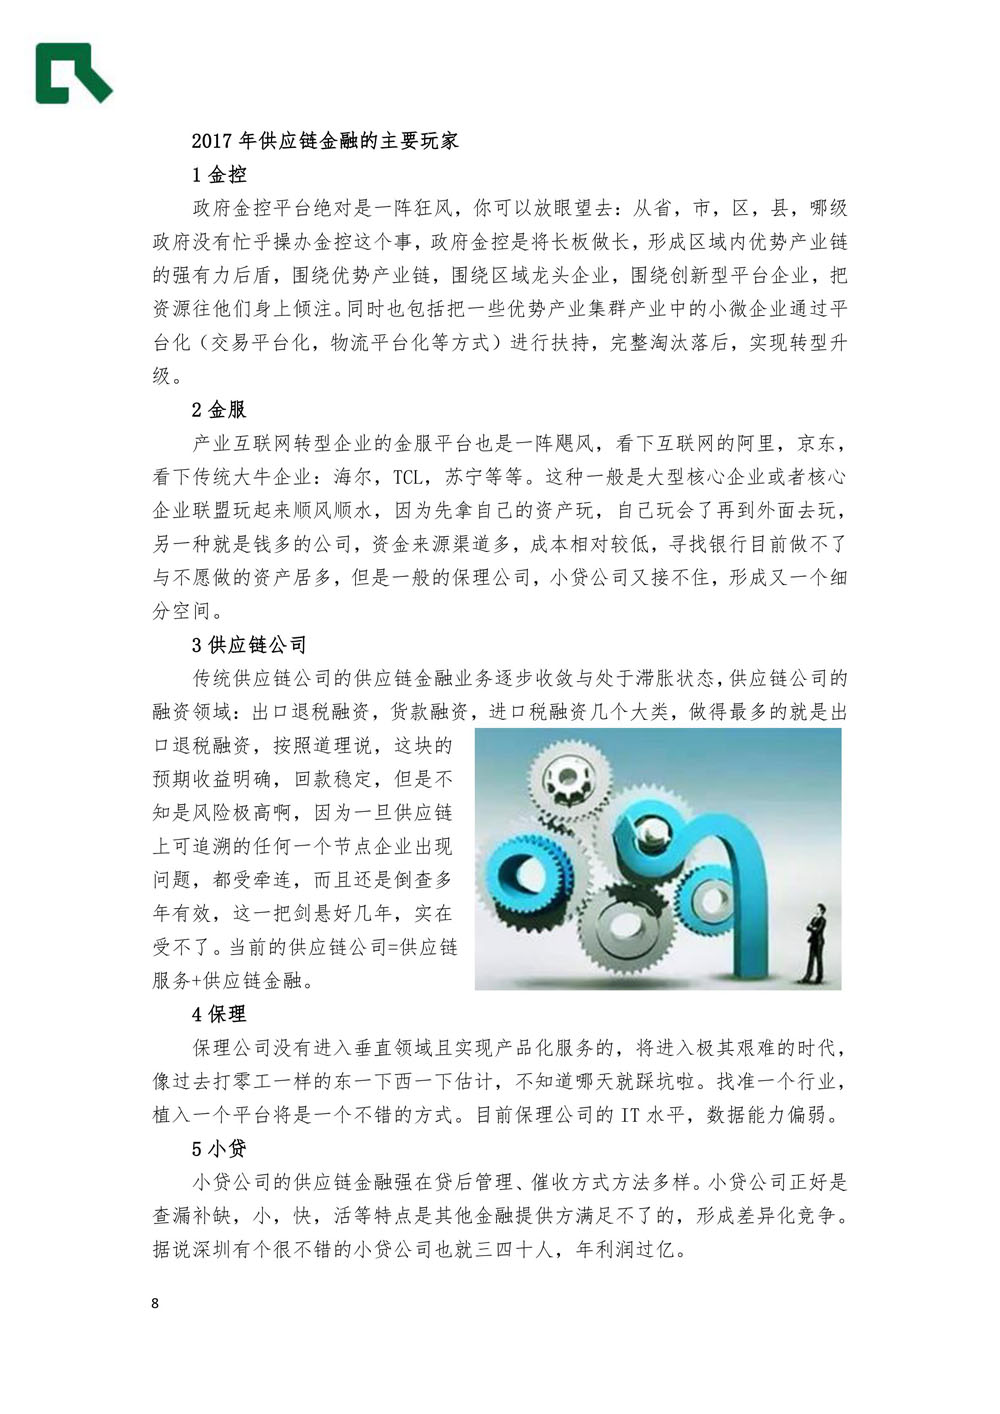 2017 年供应链金融的主要玩家
1 金控
政府金控平台绝对是一阵狂风，你可以放眼望去：从省，市，区，县，哪级
政府没有忙乎操办金控这个事，政府金控是将长板做长，形成区域内优势产业链
的强有力后盾，围绕优势产业链，围绕区域龙头企业，围绕创新型平台企业，把
资源往他们身上倾注。同时也包括把一些优势产业集群产业中的小微企业通过平
台化（交易平台化，物流平台化等方式）进行扶持，完整淘汰落后，实现转型升
级。
2 金服
产业互联网转型企业的金服平台也是一阵飓风，看下互联网的阿里，京东，
看下传统大牛企业：海尔，TCL，苏宁等等。这种一般是大型核心企业或者核心
企业联盟玩起来顺风顺水，因为先拿自己的资产玩，自己玩会了再到外面去玩，
另一种就是钱多的公司，资金来源渠道多，成本相对较低，寻找银行目前做不了
与不愿做的资产居多，但是一般的保理公司，小贷公司又接不住，形成又一个细
分空间。
3 供应链公司
传统供应链公司的供应链金融业务逐步收敛与处于滞胀状态，供应链公司的
融资领域：出口退税融资，货款融资，进口税融资几个大类，做得最多的就是出
口退税融资，按照道理说，这块的
预期收益明确，回款稳定，但是不
知是风险极高啊，因为一旦供应链
上可追溯的任何一个节点企业出现
问题，都受牵连，而且还是倒查多
年有效，这一把剑悬好几年，实在
受不了。当前的供应链公司=供应链
服务+供应链金融。
4 保理
保理公司没有进入垂直领域且实现产品化服务的，将进入极其艰难的时代，
像过去打零工一样的东一下西一下估计，不知道哪天就踩坑啦。找准一个行业，
植入一个平台将是一个不错的方式。目前保理公司的 IT 水平，数据能力偏弱。
5 小贷
小贷公司的供应链金融强在贷后管理、催收方式方法多样。小贷公司正好是
查漏补缺，小，快，活等特点是其他金融提供方满足不了的，形成差异化竞争。
据说深圳有个很不错的小贷公司也就三四十人，年利润过亿。
8